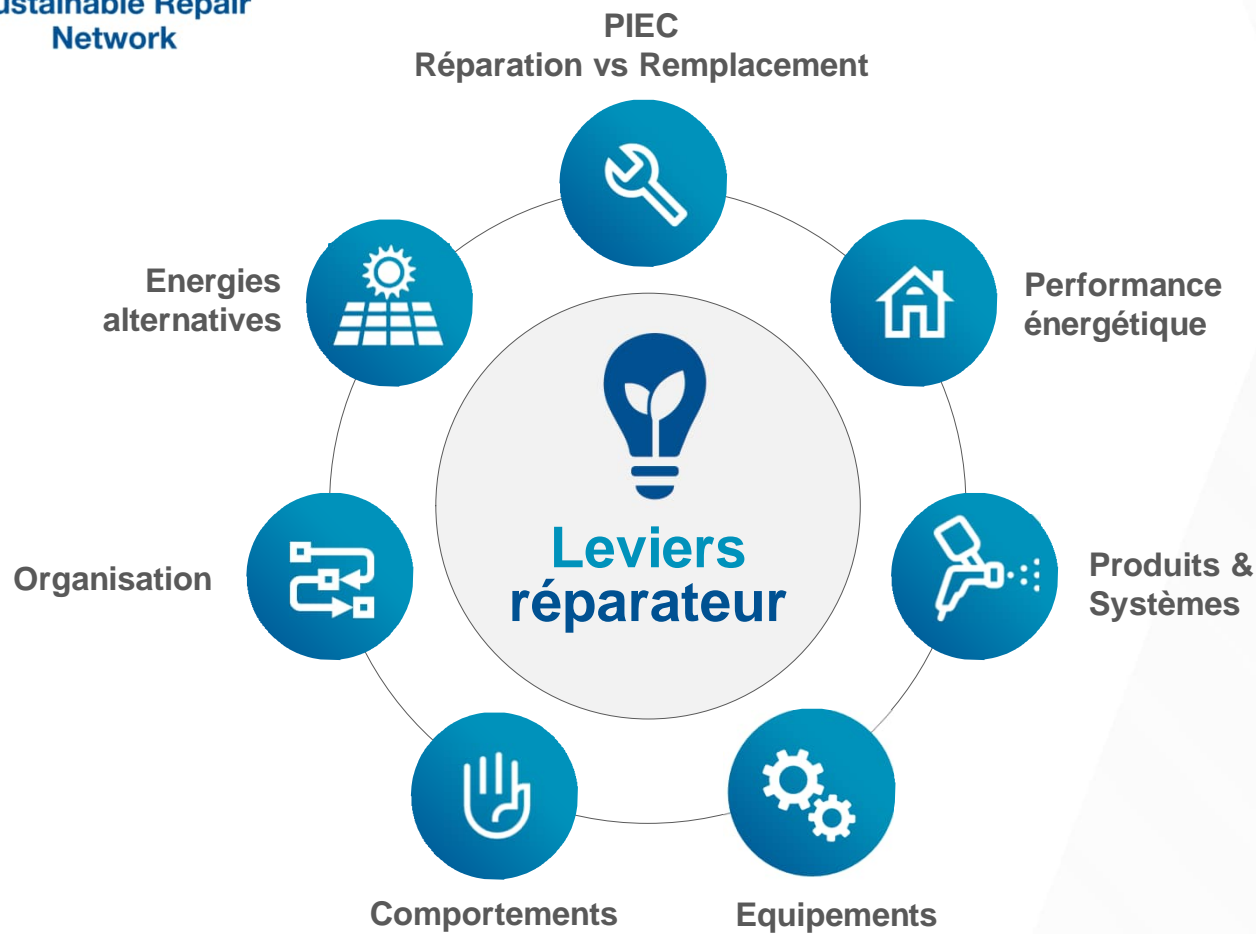 ustainable Repair
Network
PIEC
Réparation vs Remplacement
Energies
alternatives
Performance
énergétique
Leviers
réparateur
Organisation
Produits &
Systèmes
Comportements
Equipements